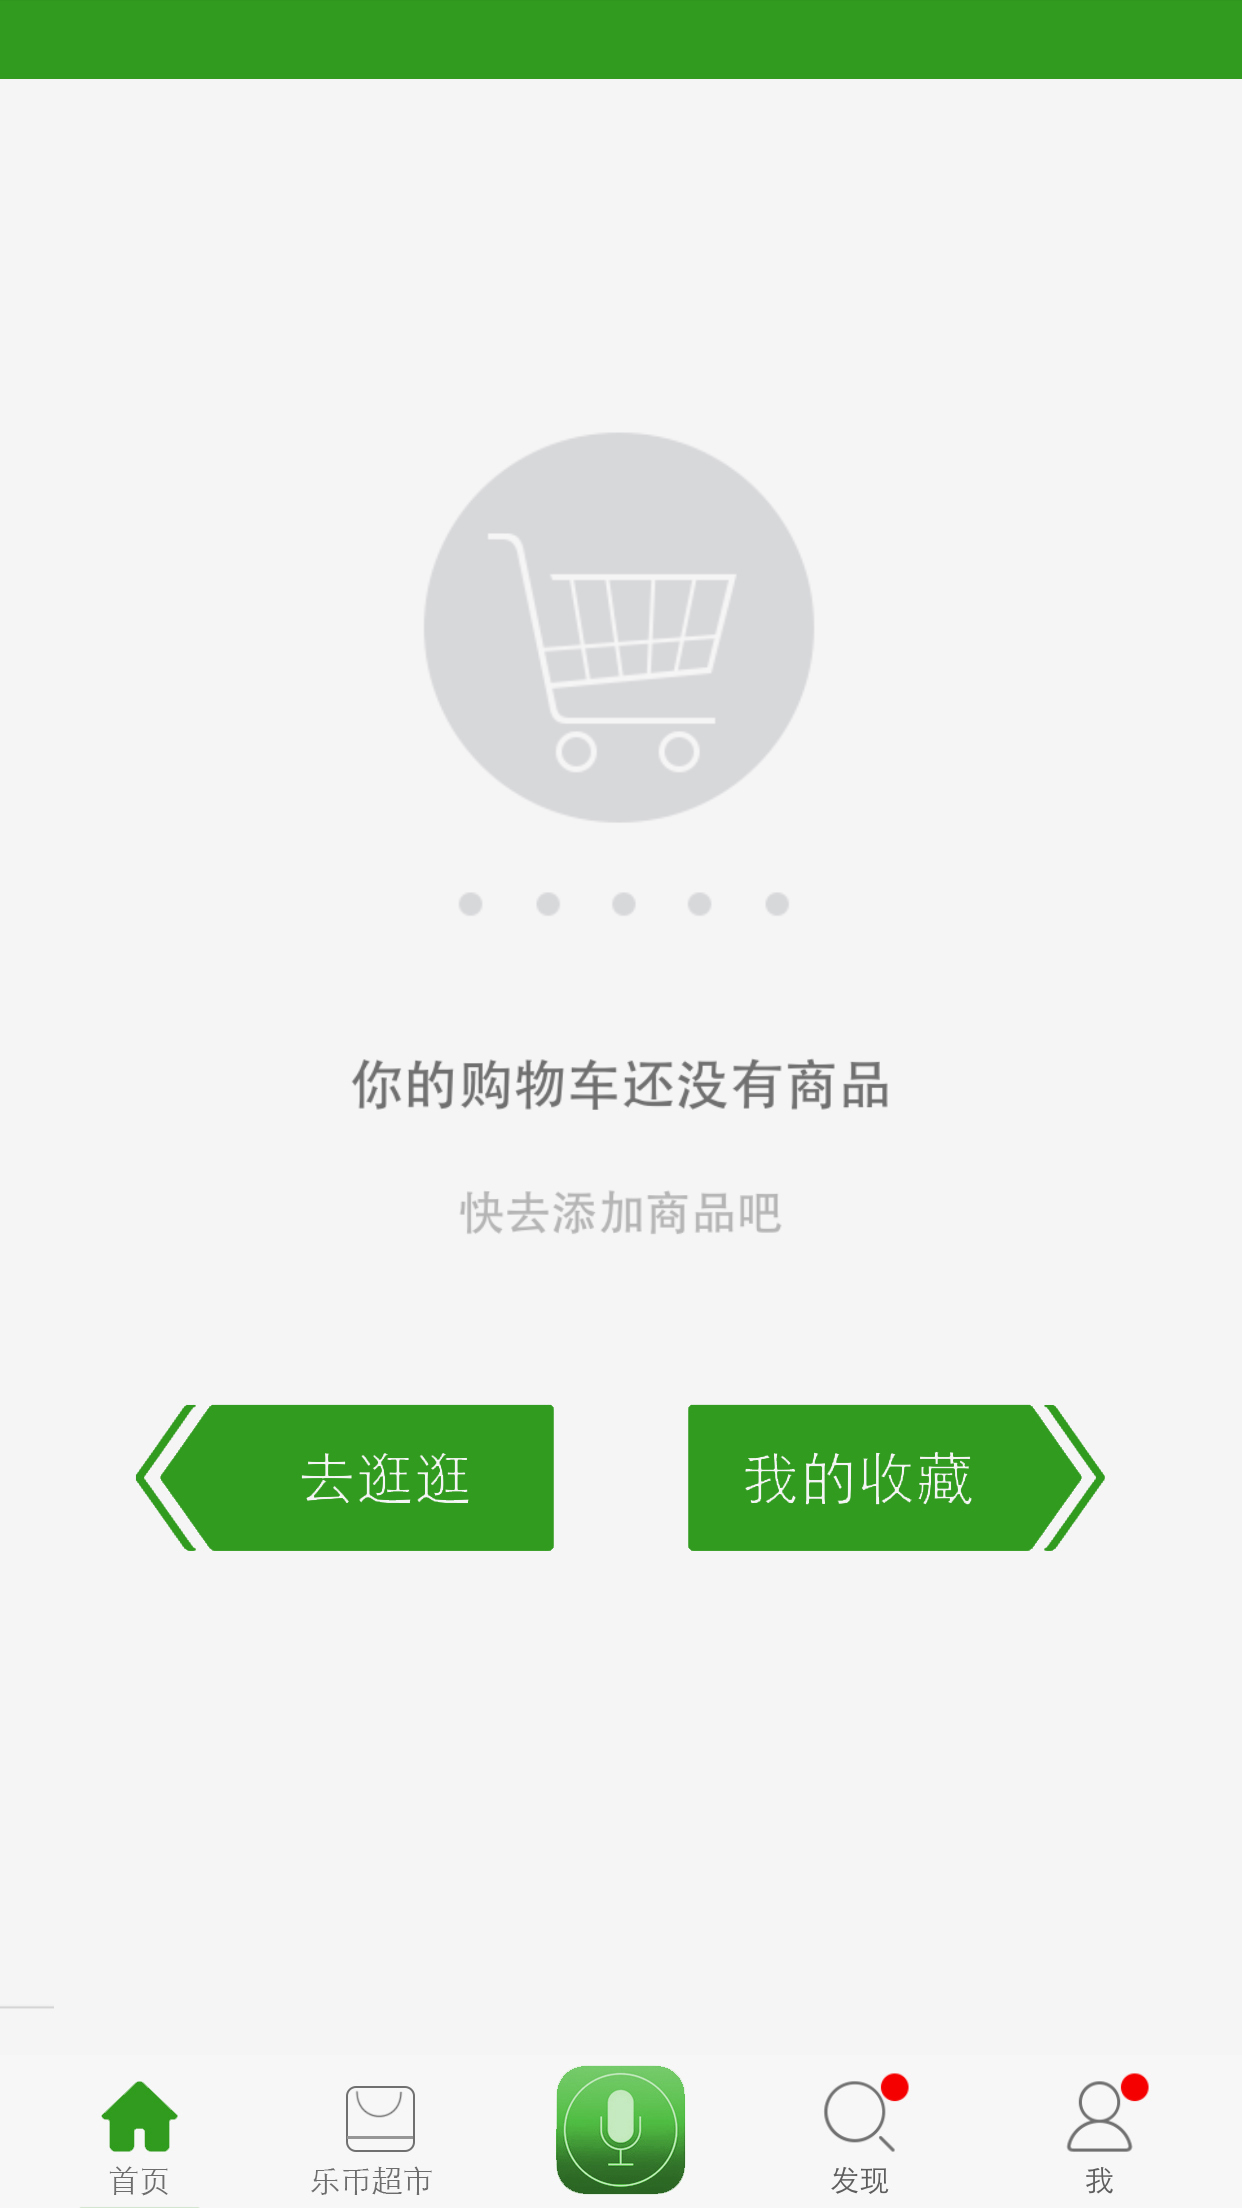 你的购物车还没有商品
快去添加商品吧
去逛逛
我的收藏
首页
乐币超市
发现
我